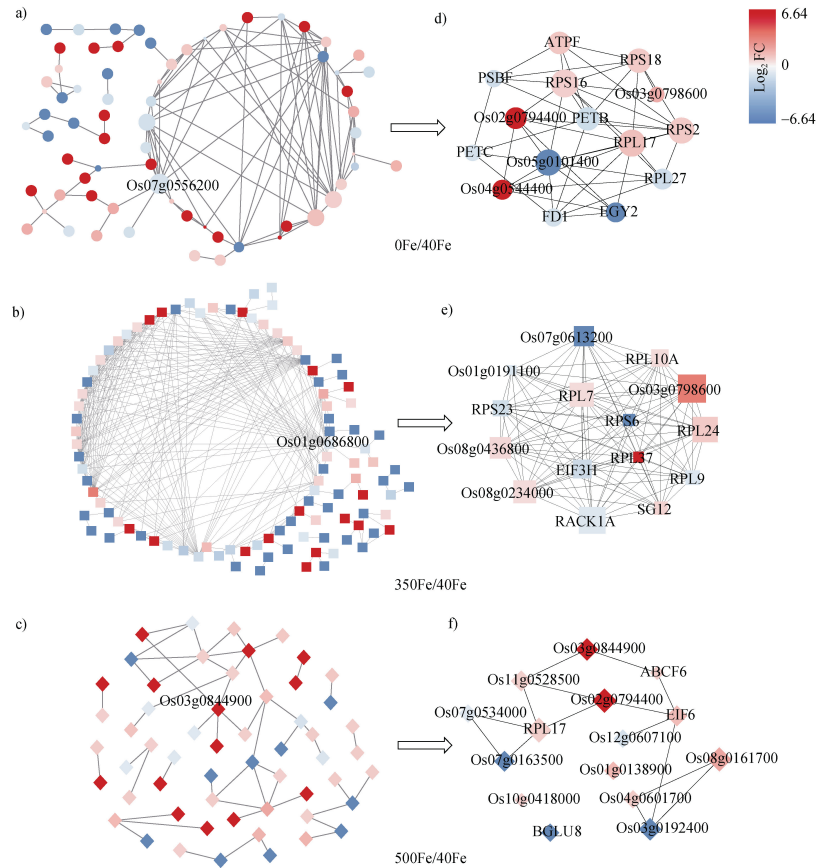 a)
Os07g0556200
d)
ATPF
RPS18
PSBF
RPS16
Os03g0798600
Os02g0794400
PETB
RPS2
RPL17
PETC
Os05g0101400
RPL27
Os04g0544400
FD1
EGY2
6.64
0
−6.64
Log2 FC
0Fe/40Fe
b)
Os01g0686800
e)
Os07g0613200
RPL10A
Os01g0191100
Os03g0798600
RPL7
RPS23
RPS6
RPL24
Os08g0436800
RPL37
EIF3H
RPL9
Os08g0234000
SG12
RACK1A
350Fe/40Fe
c)
Os03g0844900
f)
Os03g0844900
ABCF6
Os11g0528500
Os02g0794400
Os07g0534000
EIF6
RPL17
Os12g0607100
Os07g0163500
Os08g0161700
Os01g0138900
Os10g0418000
Os04g0601700
BGLU8
Os03g0192400
500Fe/40Fe